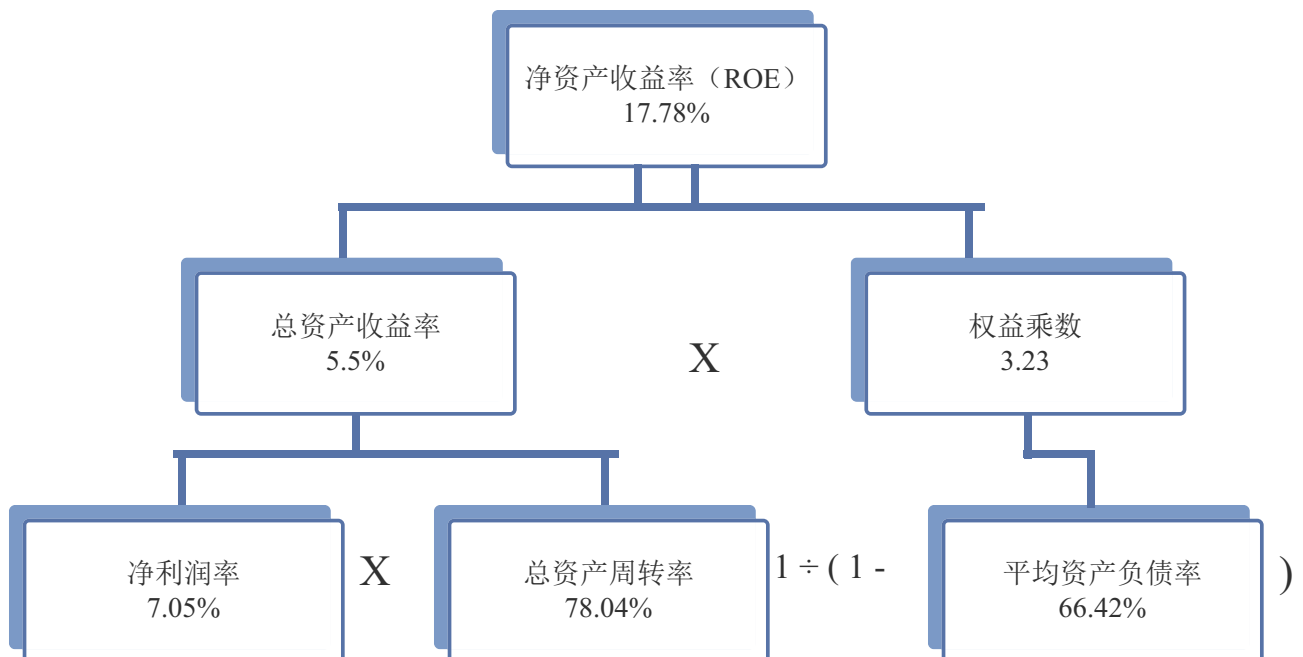 净资产收益率（ROE）
17.78%
总资产收益率
5.5%
X
权益乘数
3.23
净利润率
7.05%
X
总资产周转率
78.04%
1 ÷ ( 1 -
平均资产负债率
66.42%
)